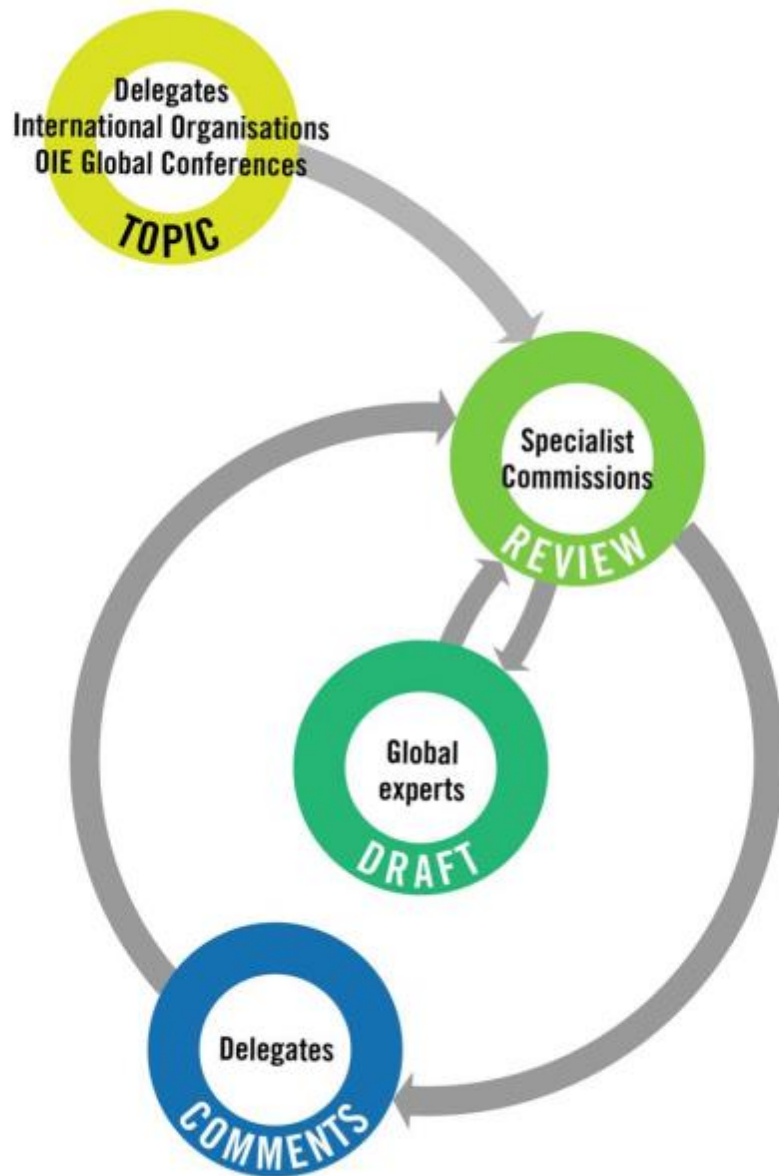 Delegates
International Organisations
OIE Global Conferences
TOPIC
Specialist
Commissions
REVIEW
Global
experts
DRAFT
Delegates
COMMENTS